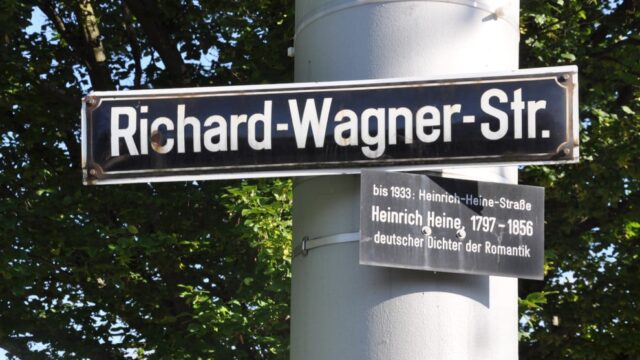 Richard-Wagner-Str.
bis 1933: Heinrich-Heine-Straße
Heinrich Heine, 1797–1856
deutscher Dichter der Romantik